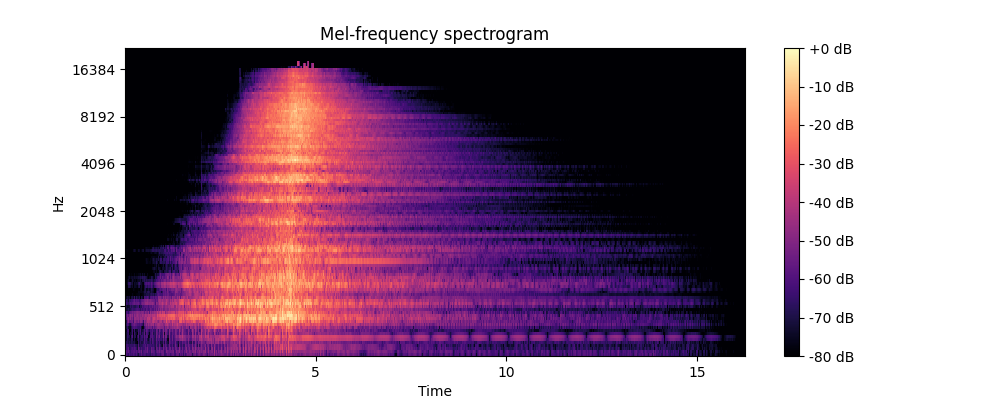 Mel-frequency spectrogram
16384
8192
4096
2048
1024
512
0
Hz
0
5
10
15
Time
+0 dB
-10 dB
-20 dB
-30 dB
-40 dB
-50 dB
-60 dB
-70 dB
-80 dB